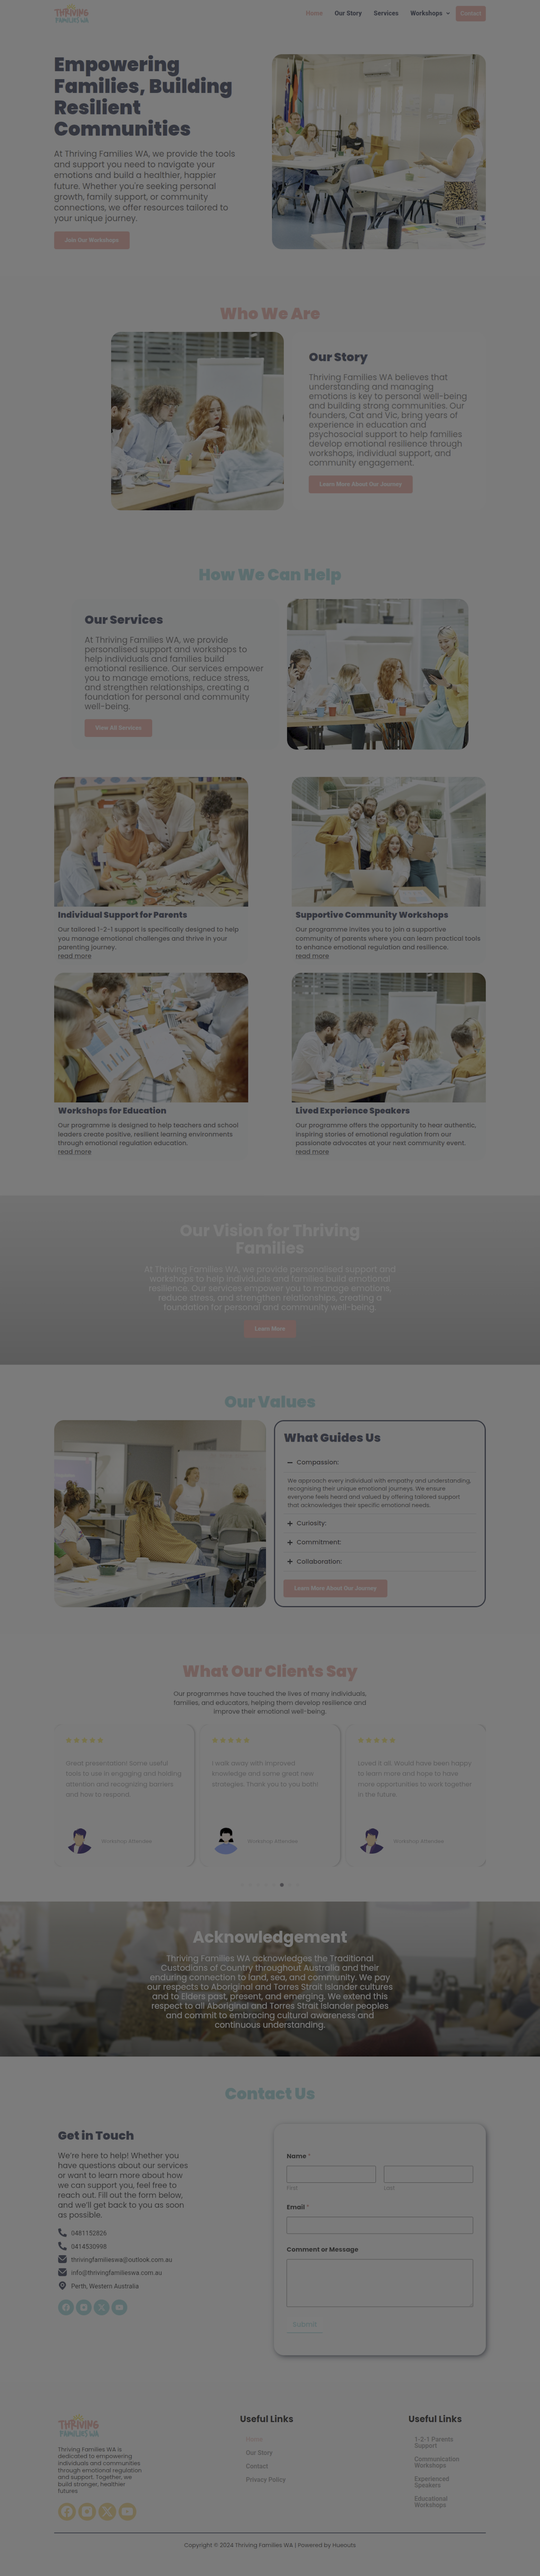 THRIVING
FAMILIES WA
Home Our Story Services Workshops Contact
Empowering
Families, Building
Resilient
Communities
At Thriving Families WA, we provide the tools
and support you need to navigate your
emotions and build a healthier, happier
future. Whether you're seeking personal
growth, family support, or community
connections, we offer resources tailored to
your unique journey.
Join Our Workshops
Who We Are
Our Story
Thriving Families WA believes that
understanding and managing
emotions is key to personal well-being
and building strong communities. Our
founders, Cat and Vic, bring years of
experience in education and
psychosocial support to help families
develop emotional resilience through
workshops, individual support, and
community engagement.
Learn More About Our Journey
How We Can Help
Our Services
At Thriving Families WA, we provide
personalised support and workshops to
help individuals and families build
emotional resilience. Our services empower
you to manage emotions, reduce stress,
and strengthen relationships, creating a
foundation for personal and community
well-being.
View All Services
Individual Support for Parents
Our tailored 1-2-1 support is specifically designed to help
you manage emotional challenges and thrive in your
parenting journey.
read more
Supportive Community Workshops
Our programme invites you to join a supportive
community of parents where you can learn practical tools
to enhance emotional regulation and resilience.
read more
Workshops for Education
Our programme is designed to help teachers and school
leaders create positive, resilient learning environments
through emotional regulation education.
read more
Lived Experience Speakers
Our programme offers the opportunity to hear authentic,
inspiring stories of emotional regulation from our
passionate advocates at your next community event.
read more
Our Vision for Thriving
Families
At Thriving Families WA, we provide personalised support and
workshops to help individuals and families build emotional
resilience. Our services empower you to manage emotions,
reduce stress, and strengthen relationships, creating a
foundation for personal and community well-being.
Learn More
Our Values
What Guides Us
Compassion:
We approach every individual with empathy and understanding,
recognising their unique emotional journeys. We ensure
everyone feels heard and valued by offering tailored support
that acknowledges their specific emotional needs.
Curiosity:
Commitment:
Collaboration:
Learn More About Our Journey
What Our Clients Say
Our programmes have touched the lives of many individuals,
families, and educators, helping them develop resilience and
improve their emotional well-being.
Great presentation! Some useful
tools to use in engaging and holding
attention and recognizing barriers
and how to respond.
Workshop Attendee
I walk away with improved
knowledge and some great new
strategies. Thank you to you both!
Workshop Attendee
Loved it all. Would have been happy
to learn more and hope to have
more opportunities to work together
in the future.
Workshop Attendee
Acknowledgement
Thriving Families WA acknowledges the Traditional
Custodians of Country throughout Australia and their
enduring connection to land, sea, and community. We pay
our respects to Aboriginal and Torres Strait Islander cultures
and to Elders past, present, and emerging. We extend this
respect to all Aboriginal and Torres Strait Islander peoples
and commit to embracing cultural awareness and
continuous understanding.
Contact Us
Get in Touch
We're here to help! Whether you
have questions about our services
or want to learn more about how
we can support you, feel free to
reach out. Fill out the form below,
and we'll get back to you as soon
as possible.
0481152826
0414530998
thrivingfamilieswa@outlook.com.au
info@thrivingfamilieswa.com.au
Perth, Western Australia
Name *
First Last
Email *
Comment or Message
Submit
THRIVING
FAMILIES WA
Thriving Families WA is
dedicated to empowering
individuals and communities
through emotional regulation
and support. Together, we
build stronger, healthier
futures
Useful Links
Home
Our Story
Contact
Privacy Policy
Useful Links
1-2-1 Parents
Support
Communication
Workshops
Experienced
Speakers
Educational
Workshops
Copyright © 2024 Thriving Families WA | Powered by Hueouts